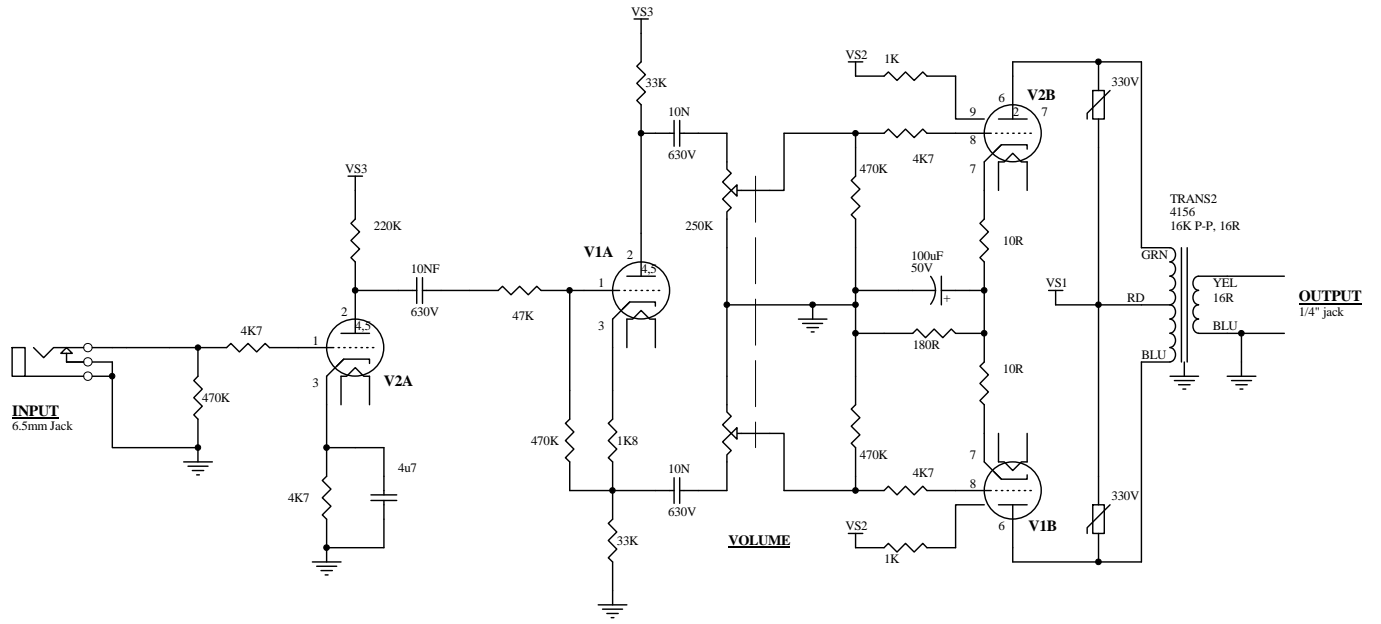 VS3
33K
10N
630V
VS3
220K
10NF
630V
47K
V1A
2
4,5
1
3
4K7
2
4,5
1
3
V2A
470K
INPUT
6.5mm Jack
4K7
4u7
470K
1K8
10N
630V
33K
250K
VOLUME
VS2
1K
9
6
2
V2B
7
8
7
4K7
470K
10R
100uF
50V
+
180R
10R
470K
4K7
7
8
6
V1B
VS2
1K
330V
VS1
RD
GRN
BLU
330V
TRANS2
4156
16K P-P, 16R
YEL
16R
BLU
OUTPUT
1/4" jack